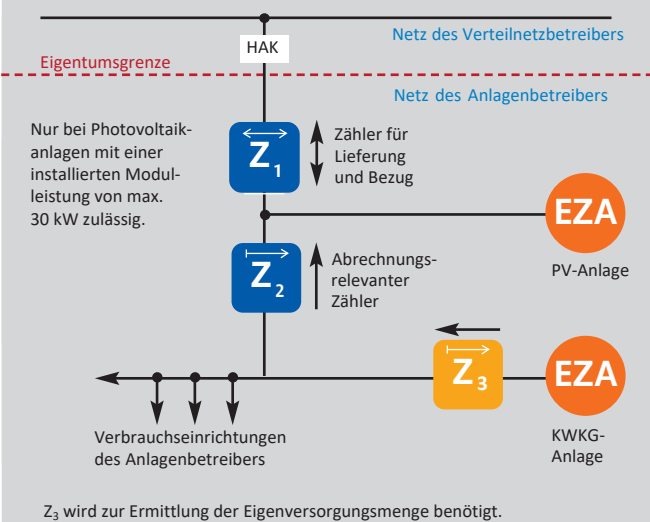 Netz des Verteilnetzbetreibers
HAK
Eigentumsgrenze
Netz des Anlagenbetreibers
Nur bei Photovoltaik-
anlagen mit einer
installierten Modul-
leistung von max.
30 kW zulässig.
Z1
Zähler für
Lieferung
und Bezug
EZA
PV-Anlage
Z2
Abrechnungs-
relevanter
Zähler
Z3
EZA
KWKG-
Anlage
Verbrauchseinrichtungen
des Anlagenbetreibers
Z3 wird zur Ermittlung der Eigenversorgungsmenge benötigt.